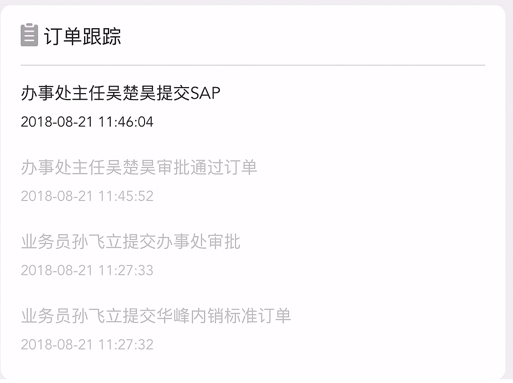 订单跟踪
办事处主任吴楚昊提交SAP
2018-08-21 11:46:04
办事处主任吴楚昊审批通过订单
2018-08-21 11:45:52
业务员孙飞立提交办事处审批
2018-08-21 11:27:33
业务员孙飞立提交华峰内销标准订单
2018-08-21 11:27:32